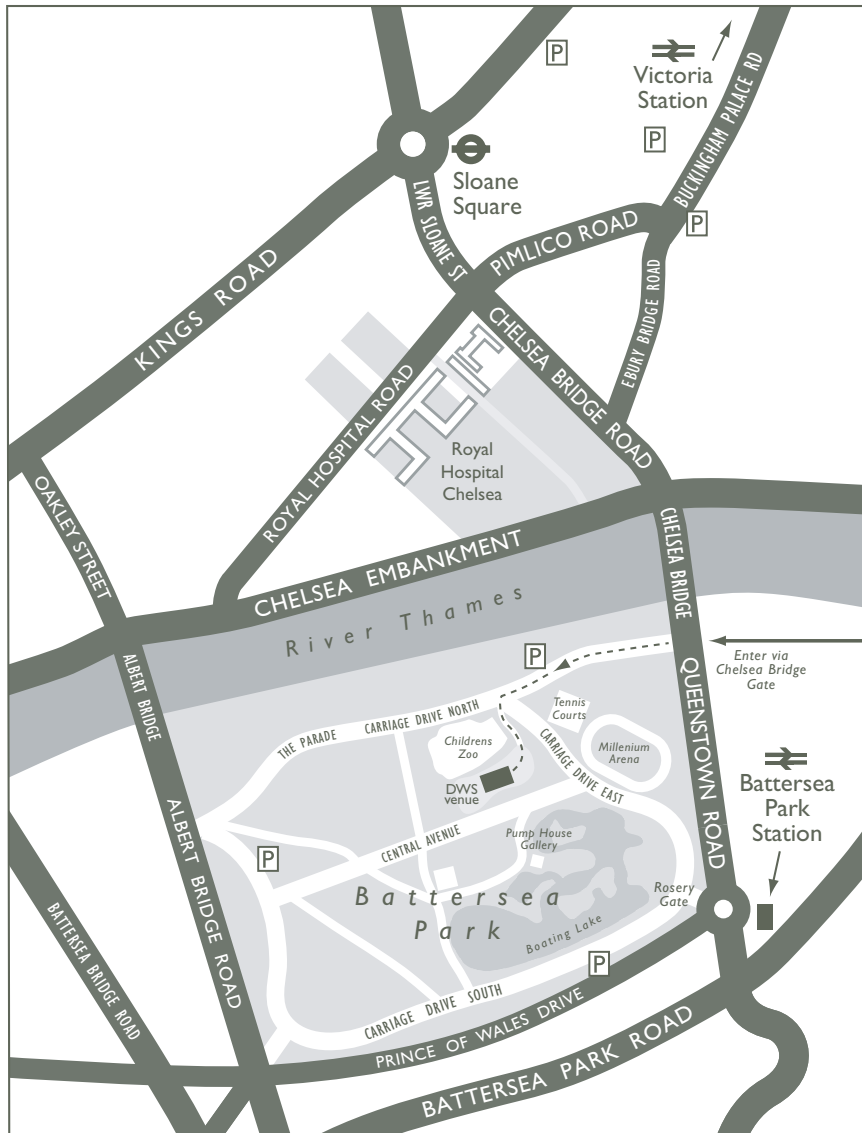 P
Victoria
Station
P
BUCKINGHAM PALACE RD
Sloane
Square
LWR SLOANE ST
P
PIMLICO ROAD
KINGS ROAD
EBURY BRIDGE ROAD
CHELSEA BRIDGE ROAD
ROYAL HOSPITAL ROAD
Royal
Hospital
Chelsea
OAKLEY STREET
CHELSEA EMBANKMENT
CHELSEA BRIDGE
River Thames
ALBERT BRIDGE
P
Enter via
Chelsea Bridge
Gate
QUEENSTOWN ROAD
THE PARADE
CARRIAGE DRIVE NORTH
Tennis
Courts
Childrens
Zoo
Millenium
Arena
CARRIAGE DRIVE EAST
DWS
venue
Battersea
Park
Station
ALBERT BRIDGE ROAD
CENTRAL AVENUE
Pump House
Gallery
P
Battersea
Park
Rosery
Gate
Boating Lake
BATTERSEA BRIDGE ROAD
P
CARRIAGE DRIVE SOUTH
PRINCE OF WALES DRIVE
BATTERSEA PARK ROAD